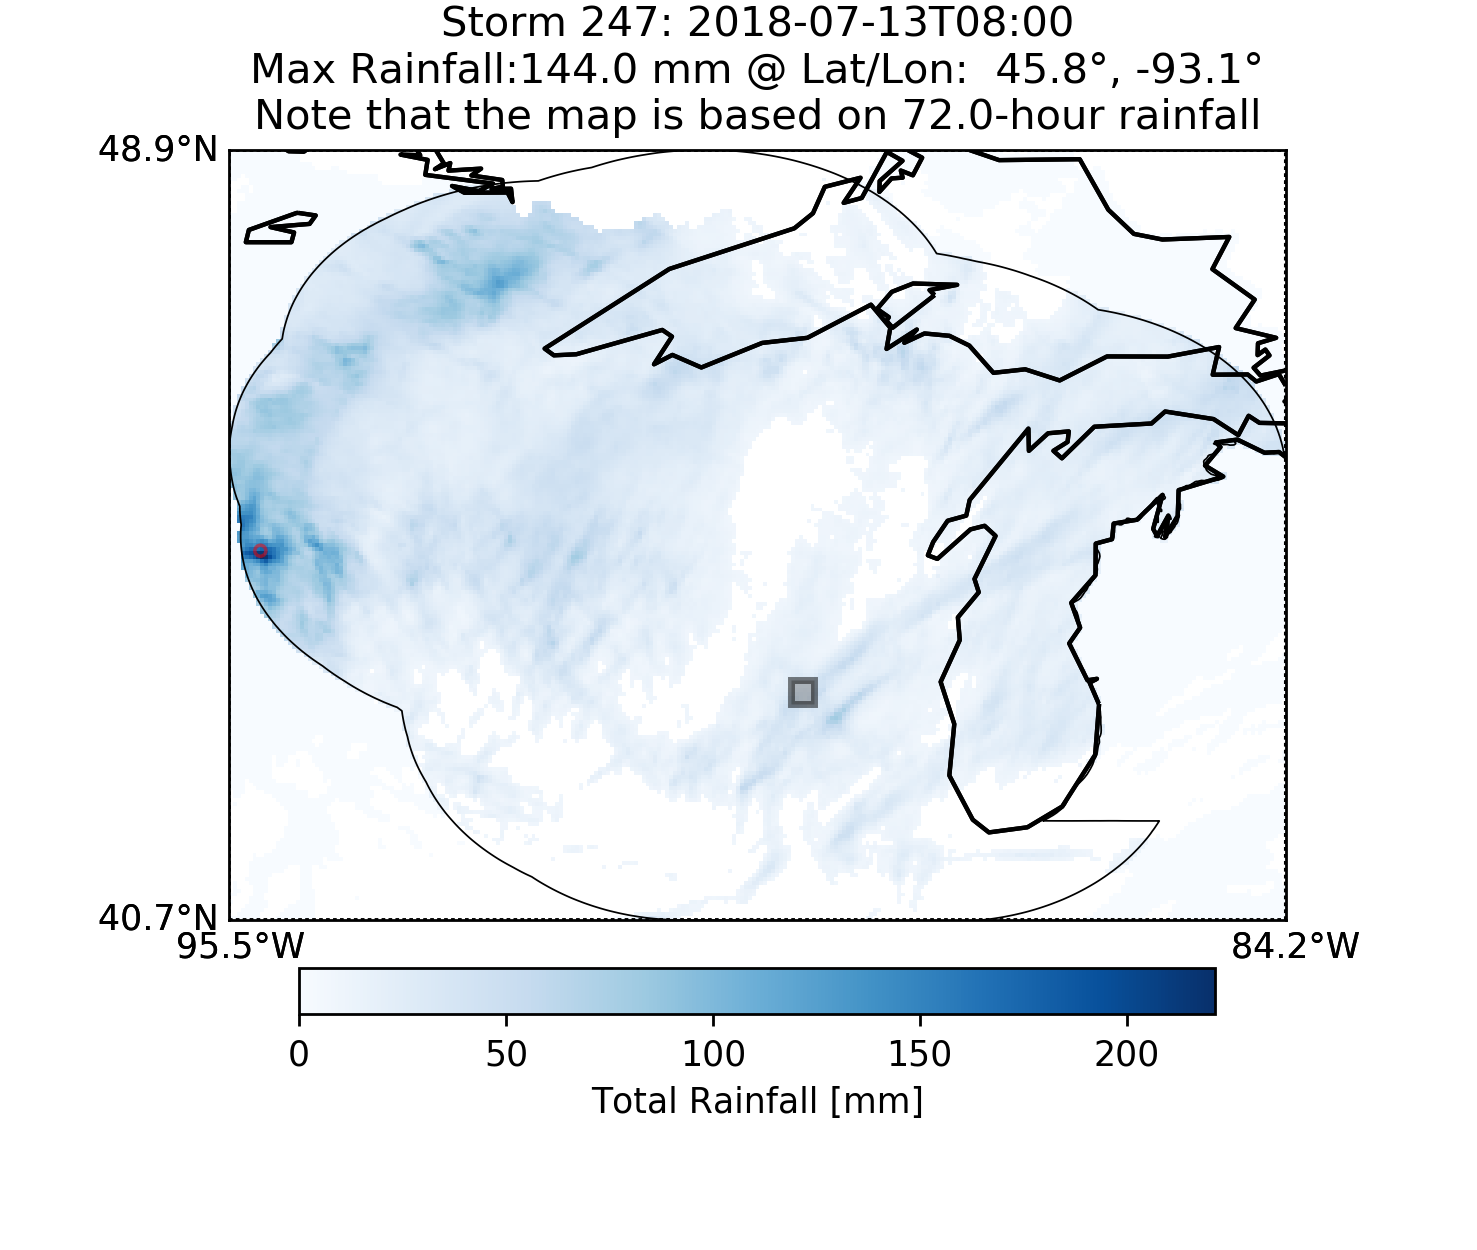 Storm 247: 2018-07-13T08:00
Max Rainfall:144.0 mm @ Lat/Lon:  45.8°, -93.1°
Note that the map is based on 72.0-hour rainfall
48.9°N
40.7°N
95.5°W 84.2°W
0 50 100 150 200
Total Rainfall [mm]